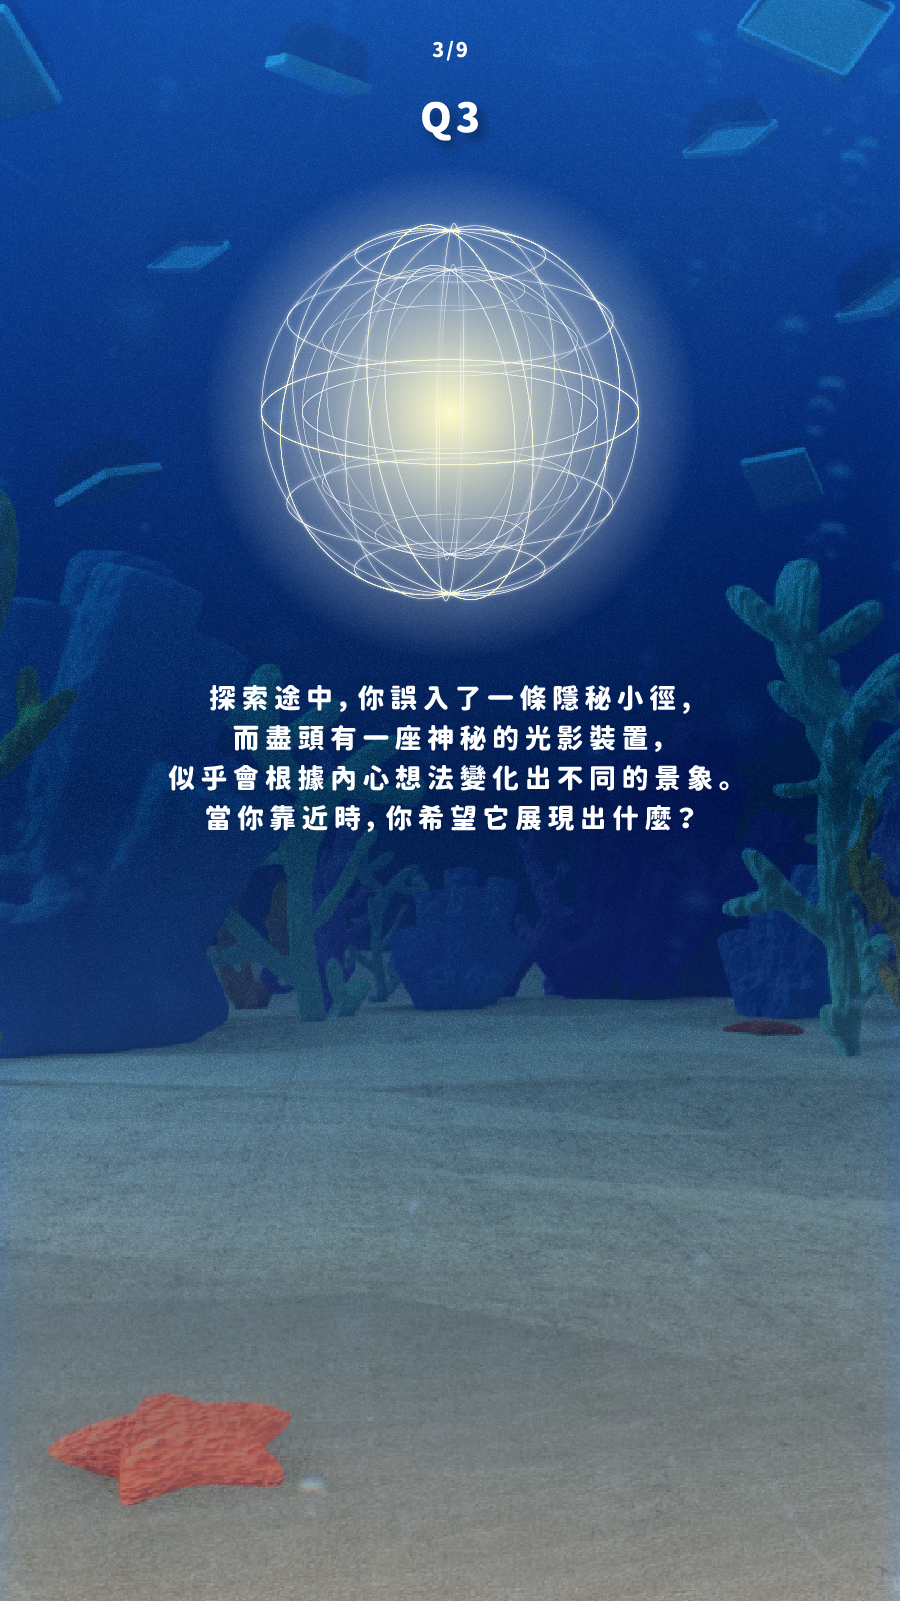 3/9
Q3
探索途中,你誤入了一條隱秘小徑,
而盡頭有一座神秘的光影裝置,
似乎會根據內心想法變化出不同的景象。
當你靠近時,你希望它展現出什麼?